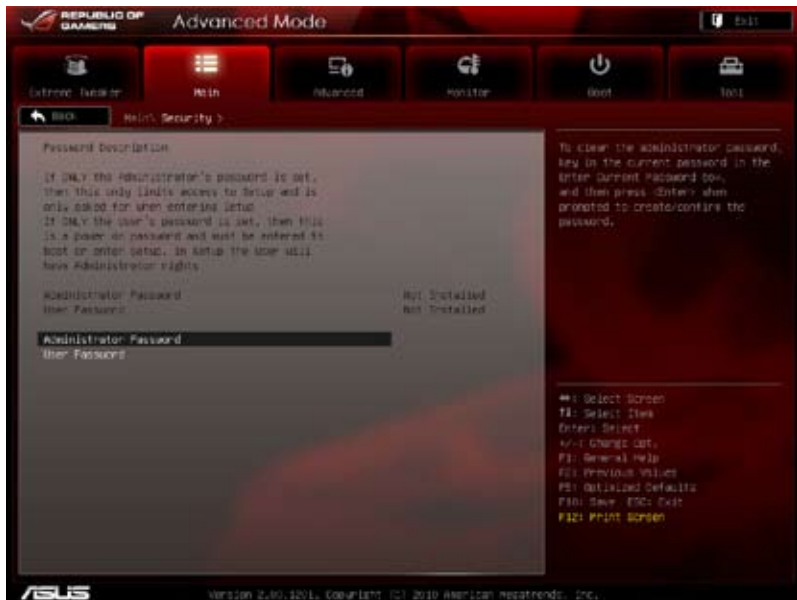 REPUBLIC OF GAMERS
Advanced Mode
Exit
Extreme Tweaker
Main
Advanced
Monitor
Boot
Tool
Back
Main\ Security >
Password Description
If ONLY the Administrator's password is set,
then this only limits access to Setup and is
only asked for when entering Setup
If ONLY the User's password is set, then this
is a power on password and must be entered to
boot or enter Setup. In Setup the User will
have Administrator rights
Administrator Password Not Installed
User Password Not Installed
Administrator Password
User Password
To clear the administrator password,
key in the current password in the
Enter Current Password box,
and then press <Enter> when
prompted to create/confirm the
password.
: Select Screen
: Select Item
Enter: Select
+/-: Change Opt.
F1: General Help
F2: Previous Values
F5: Optimized Defaults
F10: Save ESC: Exit
F12: Print Screen
ASUS
Version 2.00.1201. Copyright (C) 2010 American Megatrends, Inc.